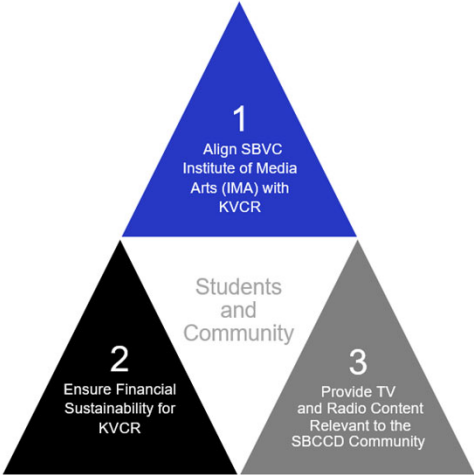 1
Align SBVC
Institute of Media
Arts (IMA) with
KVCR
Students
and
Community
2
Ensure Financial
Sustainability for
KVCR
3
Provide TV
and Radio Content
Relevant to the
SBCCD Community